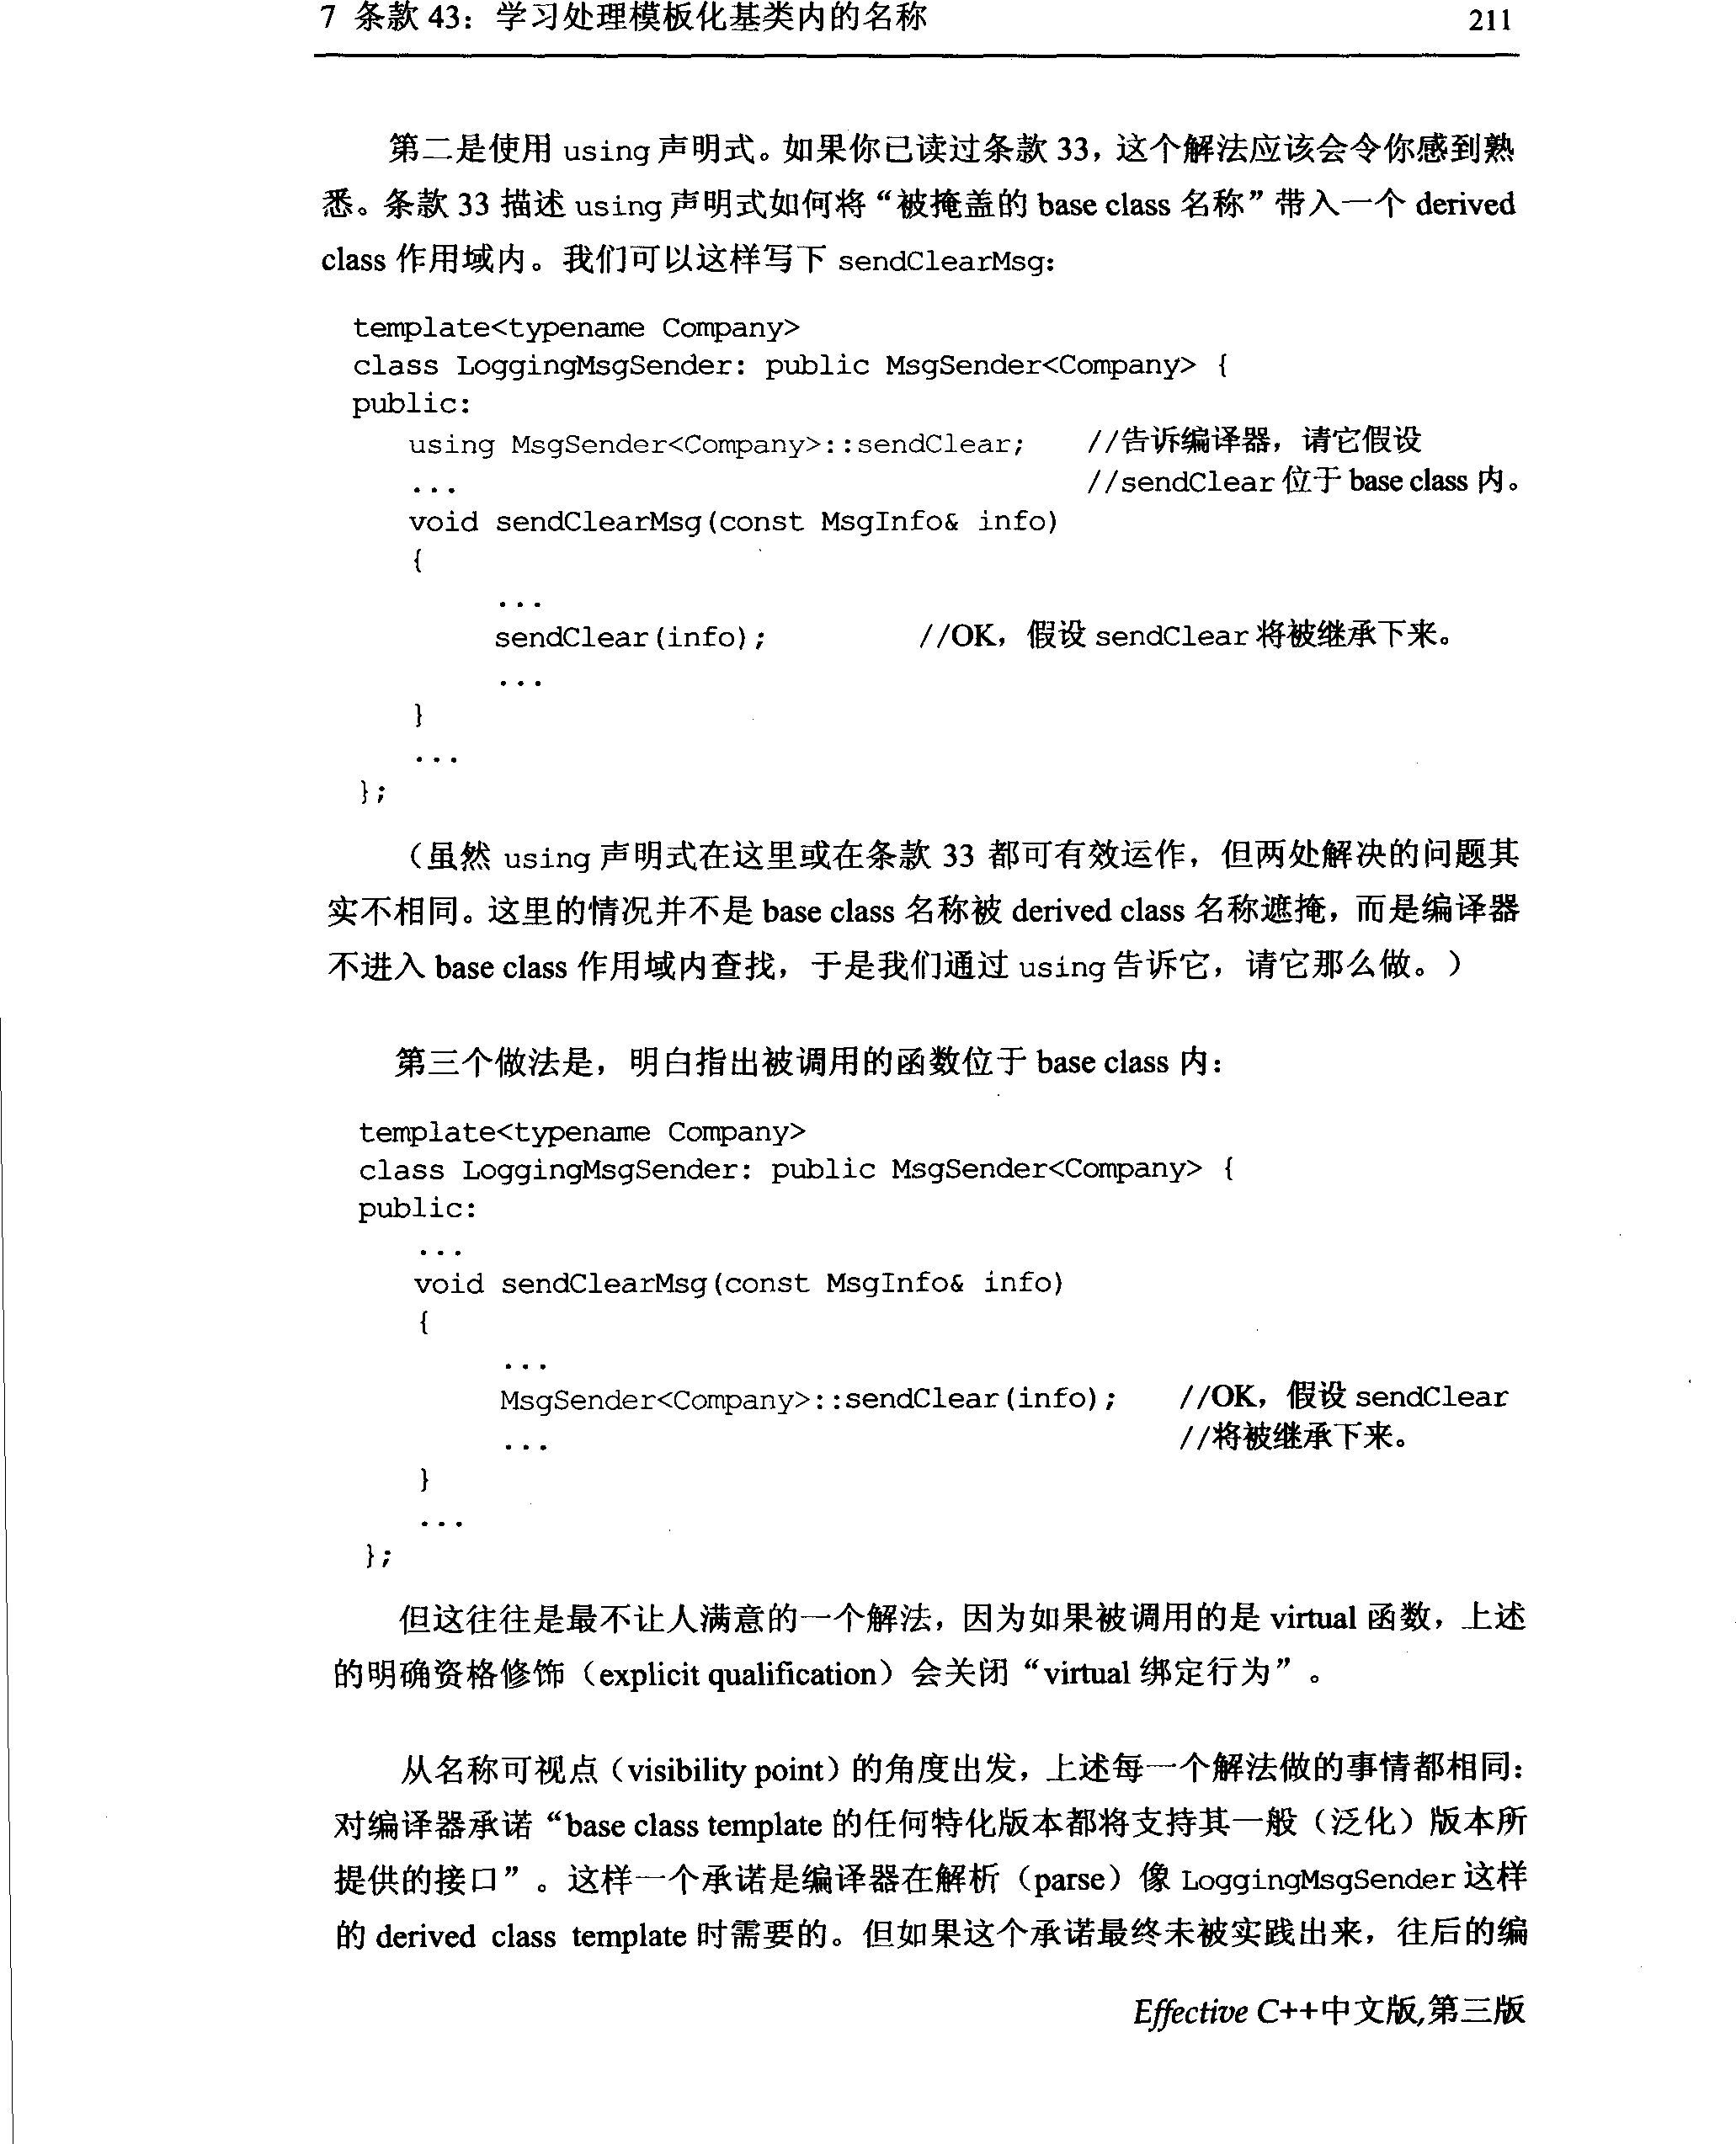 7 条款 43：学习处理模板化基类内的名称 211
第二是使用 using 声明式。如果你已读过条款 33，这个解法应该会令你感到熟
悉。条款 33 描述 using 声明式如何将“被掩盖的 base class 名称”带入一个 derived
class 作用域内。我们可以这样写下 sendClearMsg:
template<typename Company>
class LoggingMsgSender: public MsgSender<Company> {
public:
using MsgSender<Company>::sendClear; //告诉编译器，请它假设
... //sendClear 位于 base class 内。
void sendClearMsg(const MsgInfo& info)
{
...
sendClear(info); //OK，假设 sendClear 将被继承下来。
...
}
...
};
（虽然 using 声明式在这里或在条款 33 都可有效运作，但两处解决的问题其
实不相同。这里的情况并不是 base class 名称被 derived class 名称遮掩，而是编译器
不进入 base class 作用域内查找，于是我们通过 using 告诉它，请它那么做。）
第三个做法是，明白指出被调用的函数位于 base class 内：
template<typename Company>
class LoggingMsgSender: public MsgSender<Company> {
public:
...
void sendClearMsg(const MsgInfo& info)
{
...
MsgSender<Company>::sendClear(info); //OK，假设 sendClear
... //将被继承下来。
}
...
};
但这往往是最不让人满意的一个解法，因为如果被调用的是 virtual 函数，上述
的明确资格修饰（explicit qualification）会关闭“virtual 绑定行为”。
从名称可视点（visibility point）的角度出发，上述每一个解法做的事情都相同：
对编译器承诺“base class template 的任何特化版本都将支持其一般（泛化）版本所
提供的接口”。这样一个承诺是编译器在解析（parse）像 LoggingMsgSender 这样
的 derived class template 时需要的。但如果这个承诺最终未被实践出来，往后的编
Effective C++中文版,第三版